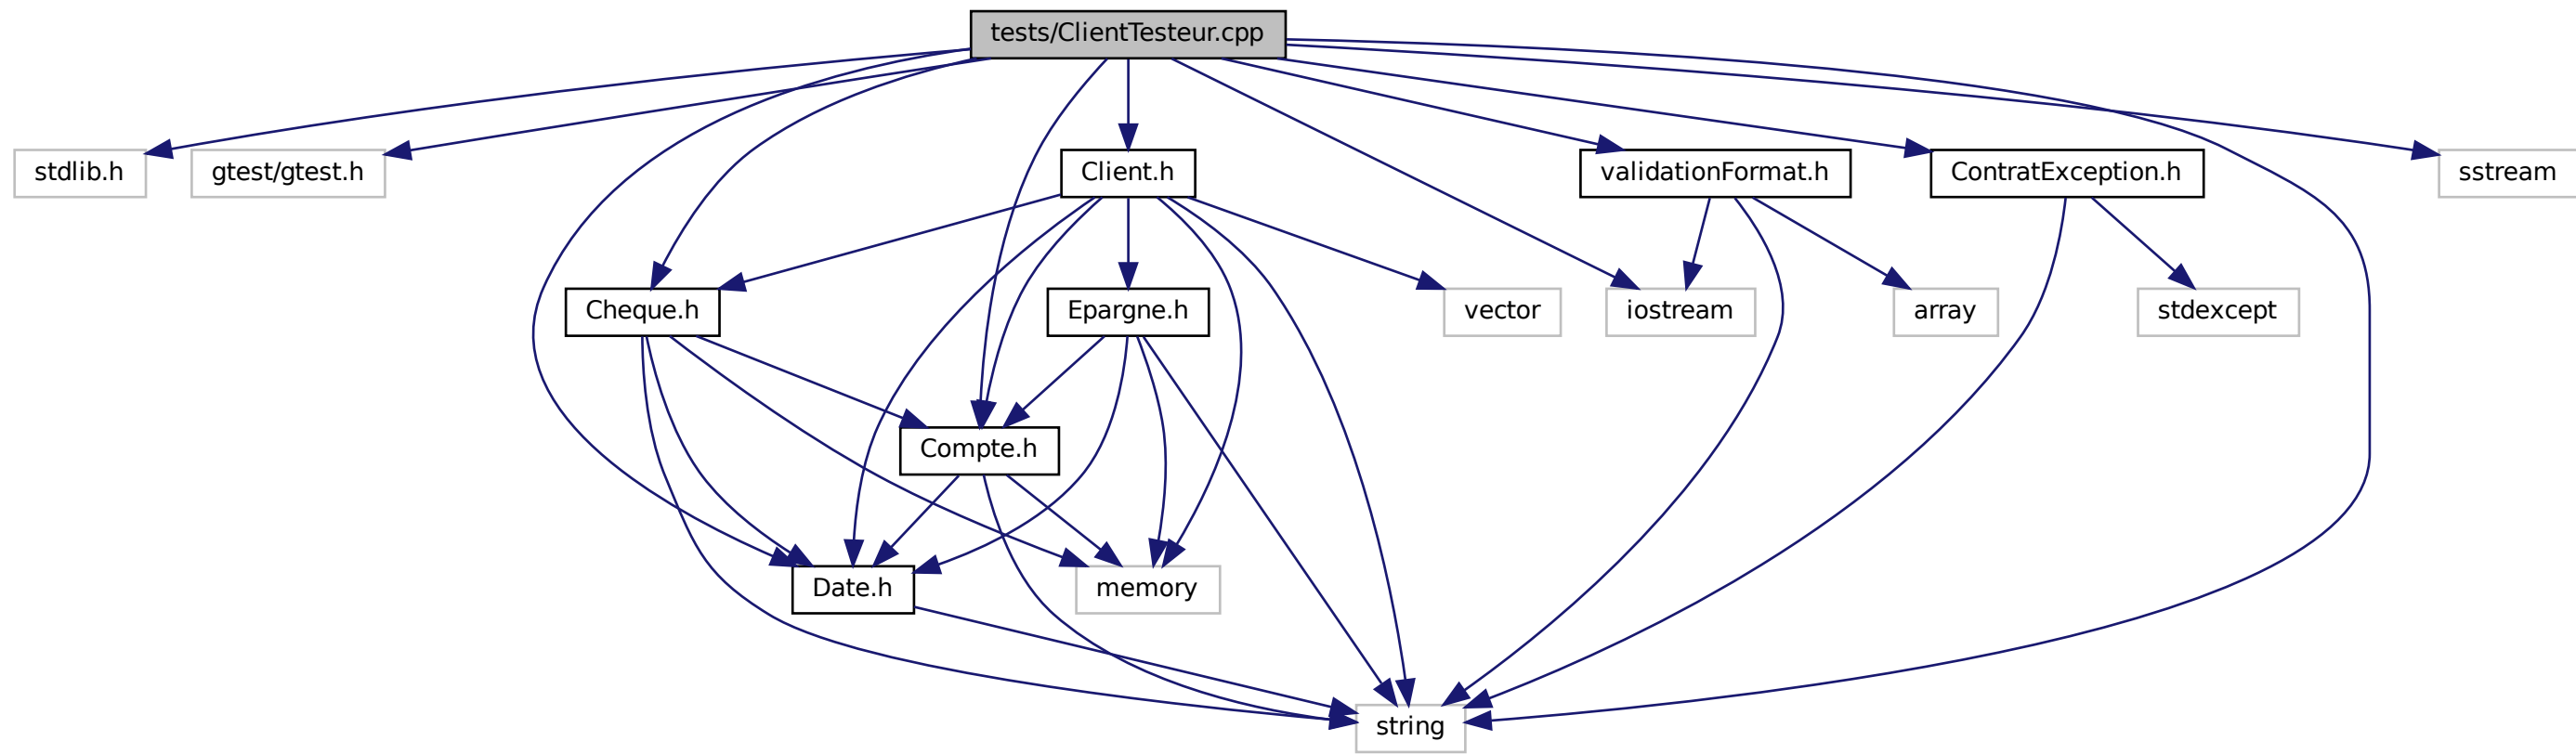 tests/ClientTesteur.cpp
stdlib.h
gtest/gtest.h
Client.h
validationFormat.h
ContratException.h
sstream
Cheque.h
Epargne.h
vector
iostream
array
stdexcept
Compte.h
Date.h
memory
string